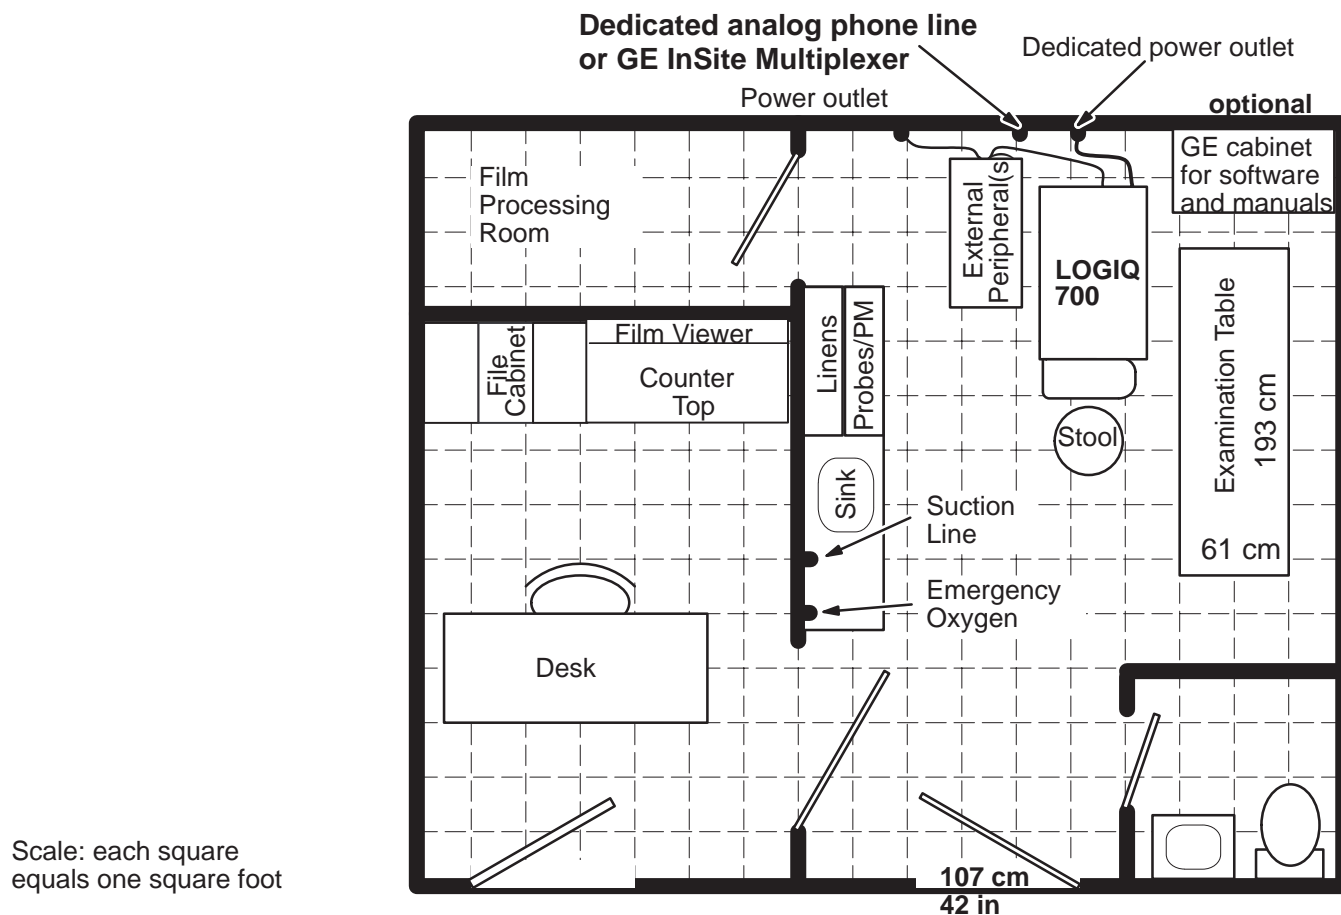 Dedicated analog phone line
or GE InSite Multiplexer
Dedicated power outlet
Power outlet
optional
GE cabinet
for software
and manuals
Film
Processing
Room
External
Peripheral(s)
LOGIQ
700
File
Cabinet
Film Viewer
Counter
Top
Linens
Probes/PM
Examination Table
193 cm
61 cm
Stool
Sink
Suction
Line
Emergency
Oxygen
Desk
Scale: each square
equals one square foot
107 cm
42 in